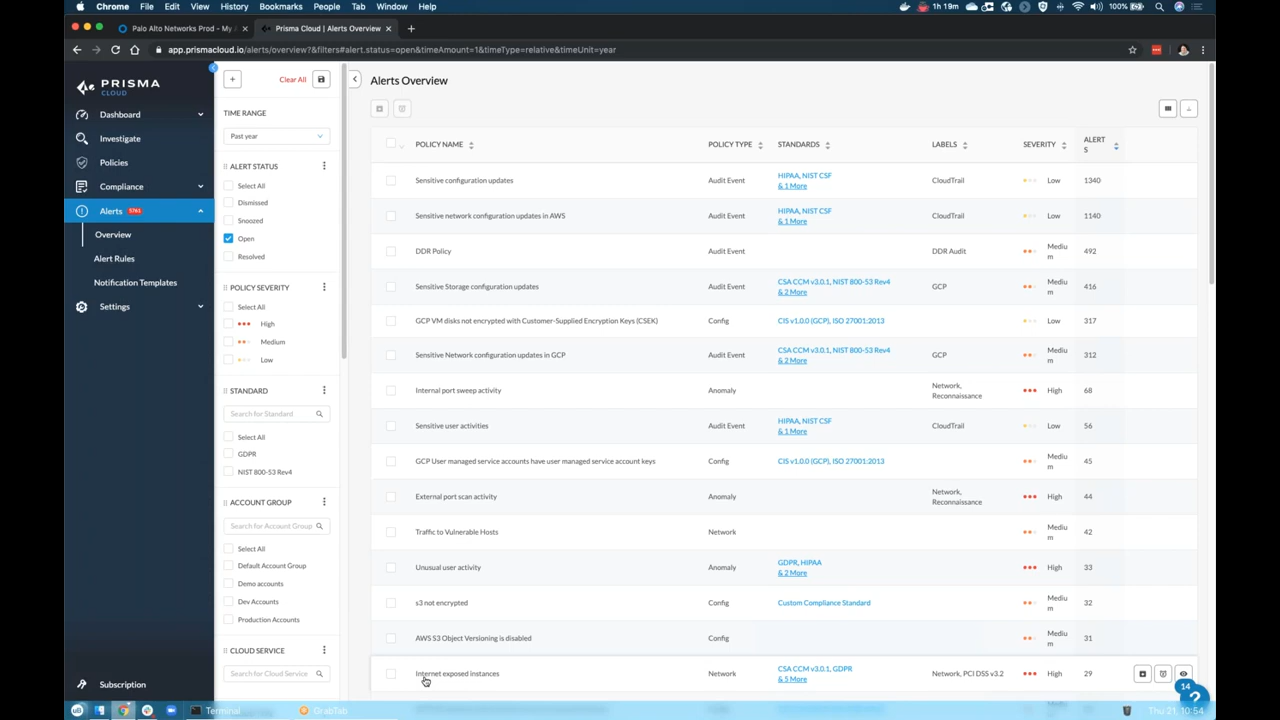 Chrome File Edit View History Bookmarks People Tab Window Help
1h 19m
100%
Palo Alto Networks Prod - My A
Prisma Cloud | Alerts Overview
app.prismacloud.io/alerts/overview?&filters#alert.status=open&timeAmount=1&timeType=relative&timeUnit=year
PRISMA
CLOUD
Dashboard
Investigate
Policies
Compliance
Alerts 5761
Overview
Alert Rules
Notification Templates
Settings
Subscription
Clear All
TIME RANGE
Past year
ALERT STATUS
Select All
Dismissed
Snoozed
Open
Resolved
POLICY SEVERITY
Select All
High
Medium
Low
STANDARD
Search for Standard
Select All
GDPR
NIST 800-53 Rev4
ACCOUNT GROUP
Search for Account Group
Select All
Default Account Group
Demo accounts
Dev Accounts
Production Accounts
CLOUD SERVICE
Search for Cloud Service
Alerts Overview
POLICY NAME POLICY TYPE STANDARDS LABELS SEVERITY ALERT
S
Sensitive configuration updates Audit Event HIPAA, NIST CSF CloudTrail Low 1340
& 1 More
Sensitive network configuration updates in AWS Audit Event HIPAA, NIST CSF CloudTrail Low 1140
& 1 More
DDR Policy Audit Event DDR Audit Mediu 492
m
Sensitive Storage configuration updates Audit Event CSA CCM v3.0.1, NIST 800-53 Rev4 GCP Mediu 416
& 2 More m
GCP VM disks not encrypted with Customer-Supplied Encryption Keys (CSEK) Config CIS v1.0.0 (GCP), ISO 27001:2013 Low 317
Sensitive Network configuration updates in GCP Audit Event CSA CCM v3.0.1, NIST 800-53 Rev4 GCP Mediu 312
& 2 More m
Internal port sweep activity Anomaly Network, High 68
Reconnaissance
Sensitive user activities Audit Event HIPAA, NIST CSF CloudTrail Low 56
& 1 More
GCP User managed service accounts have user managed service account keys Config CIS v1.0.0 (GCP), ISO 27001:2013 Mediu 45
m
External port scan activity Anomaly Network, High 44
Reconnaissance
Traffic to Vulnerable Hosts Network Mediu 42
m
Unusual user activity Anomaly GDPR, HIPAA High 33
& 2 More
s3 not encrypted Config Custom Compliance Standard Mediu 32
m
AWS S3 Object Versioning is disabled Config Mediu 31
m
Internet exposed instances Network CSA CCM v3.0.1, GDPR Network, PCI DSS v3.2 High 29
& 5 More
14
?
Terminal GrabTab Thu 21, 10:54